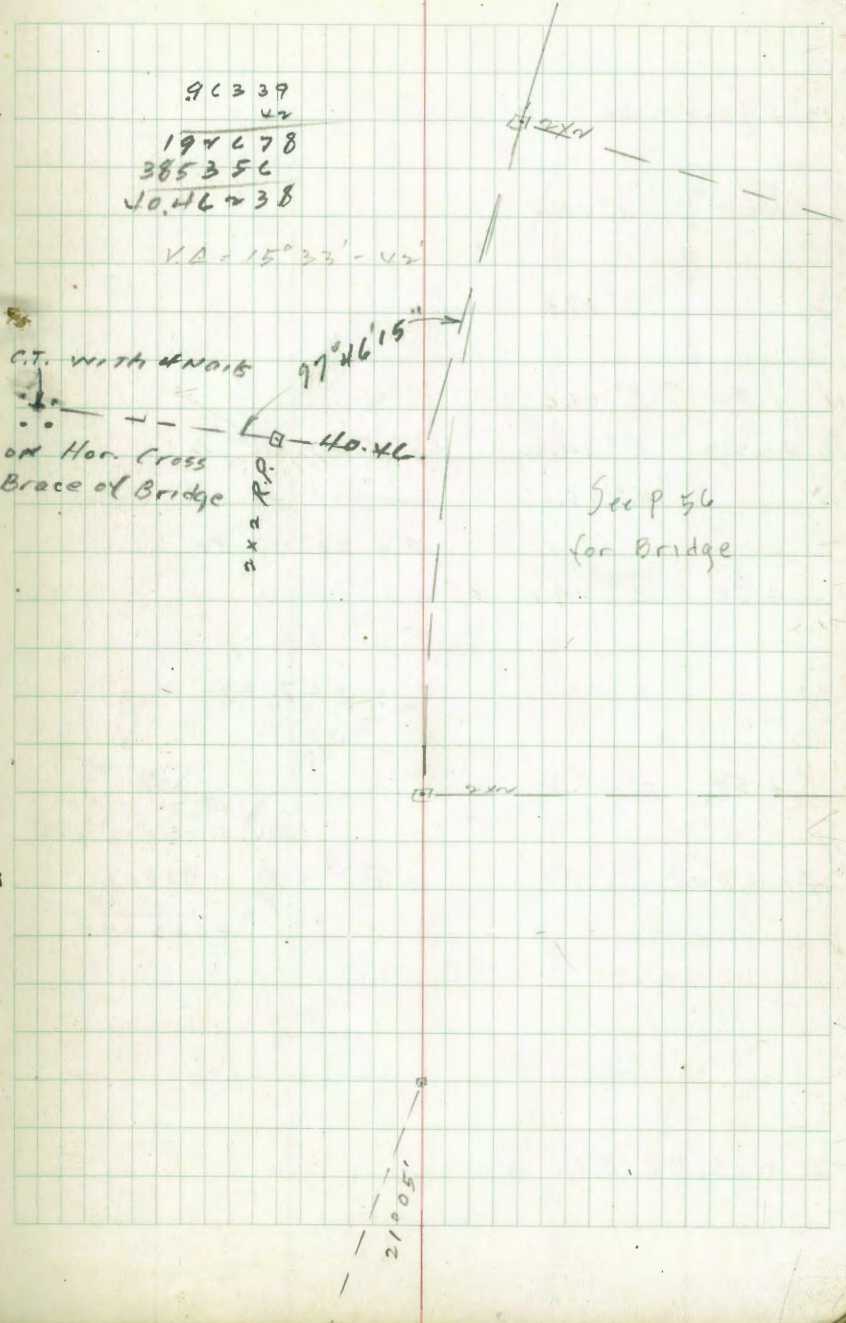 .96339
42
192678
385356
40.46238
V.A = 15°33' - 42'
2x2
97°46'15"
C.T. with 4 Nails
40.46
on Hor. Cross
Brace of Bridge
2x2 R.P.
See P 56
for Bridge
2x2
21°05'